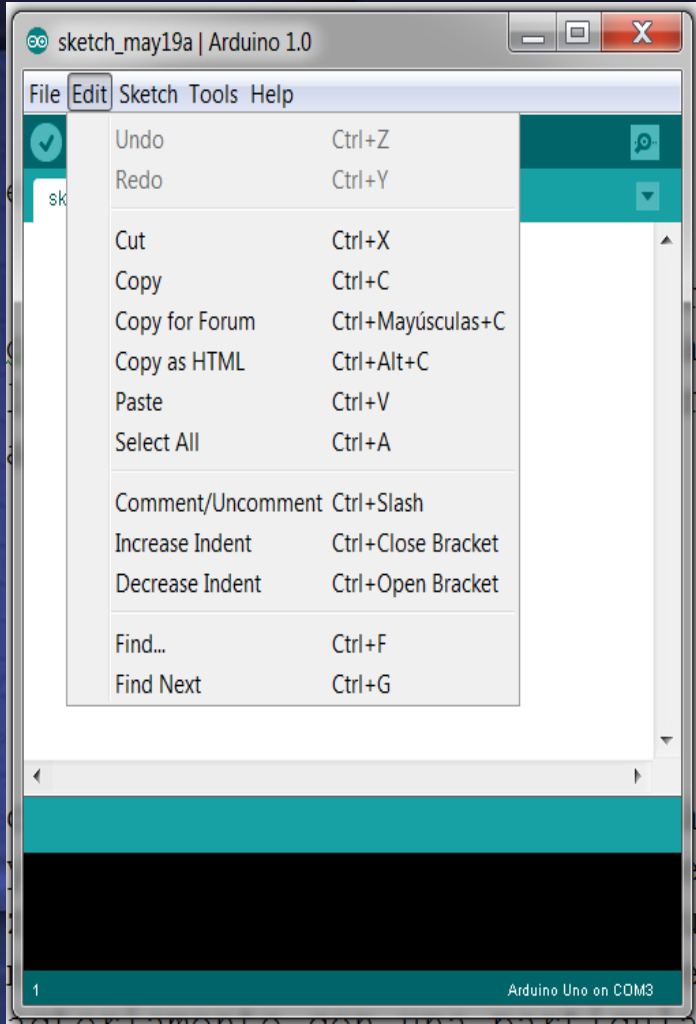 sketch_may19a | Arduino 1.0
File Edit Sketch Tools Help
sk
Undo Ctrl+Z
Redo Ctrl+Y
Cut Ctrl+X
Copy Ctrl+C
Copy for Forum Ctrl+Mayúsculas+C
Copy as HTML Ctrl+Alt+C
Paste Ctrl+V
Select All Ctrl+A
Comment/Uncomment Ctrl+Slash
Increase Indent Ctrl+Close Bracket
Decrease Indent Ctrl+Open Bracket
Find... Ctrl+F
Find Next Ctrl+G
1 Arduino Uno on COM3